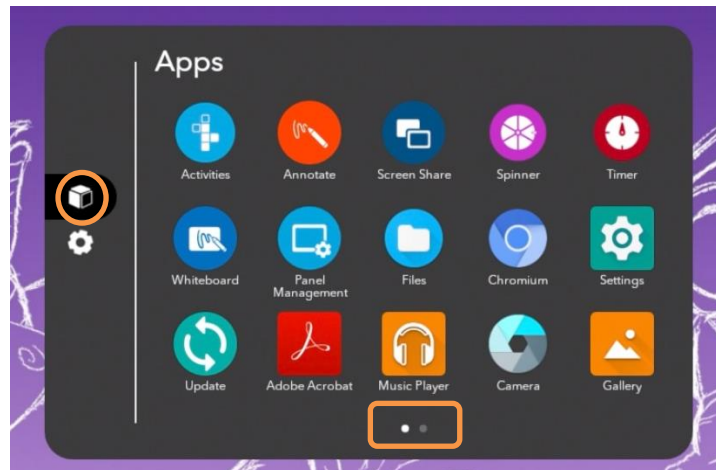 Apps
Activities Annotate Screen Share Spinner Timer
Whiteboard Panel Files Chromium Settings
Management
Update Adobe Acrobat Music Player Camera Gallery